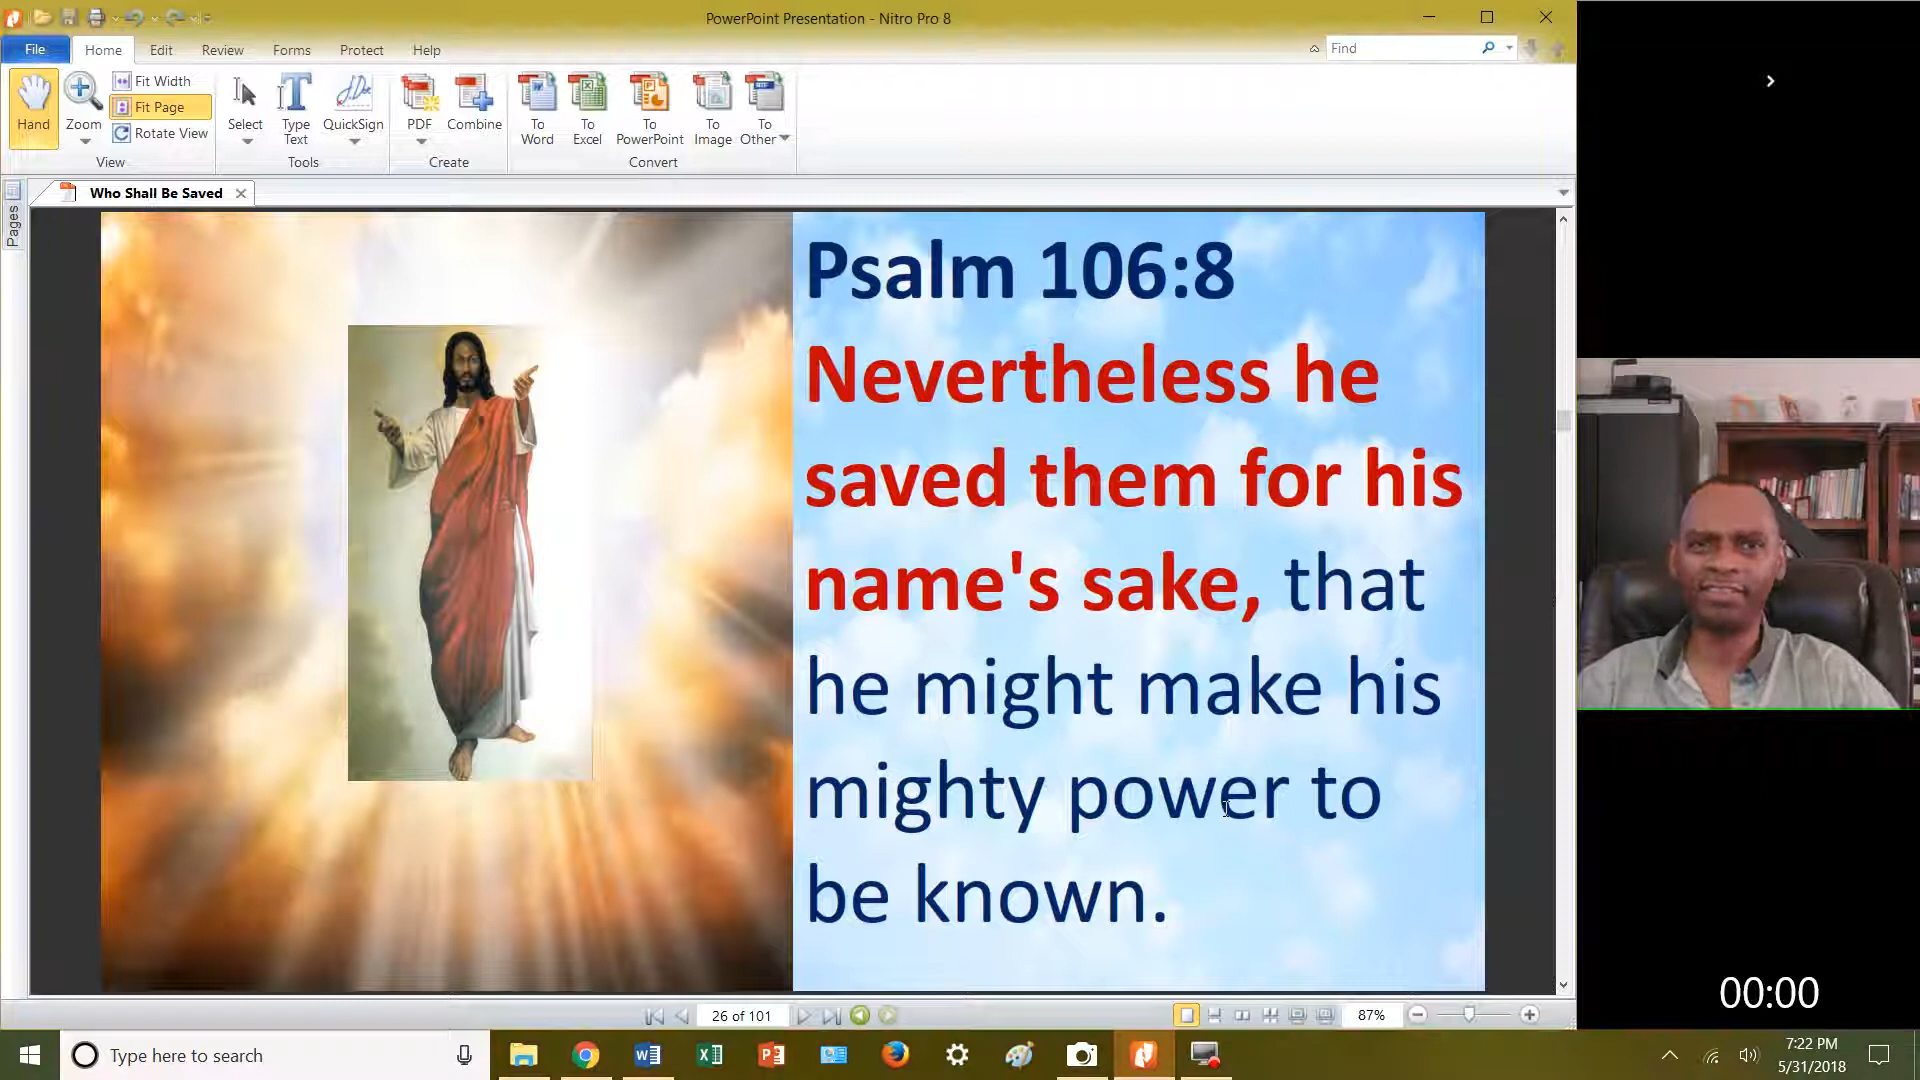 PowerPoint Presentation - Nitro Pro 8
File Home Edit Review Forms Protect Help
Find
Hand
Zoom
Fit Width
Fit Page
Rotate View
View
Select
Type
Text
QuickSign
Tools
PDF
Combine
Create
To
Word
To
Excel
To
PowerPoint
To
Image
To
Other
Convert
Pages
Who Shall Be Saved
Psalm 106:8
Nevertheless he
saved them for his
name's sake, that
he might make his
mighty power to
be known.
00:00
26 of 101
87%
Type here to search
7:22 PM
5/31/2018